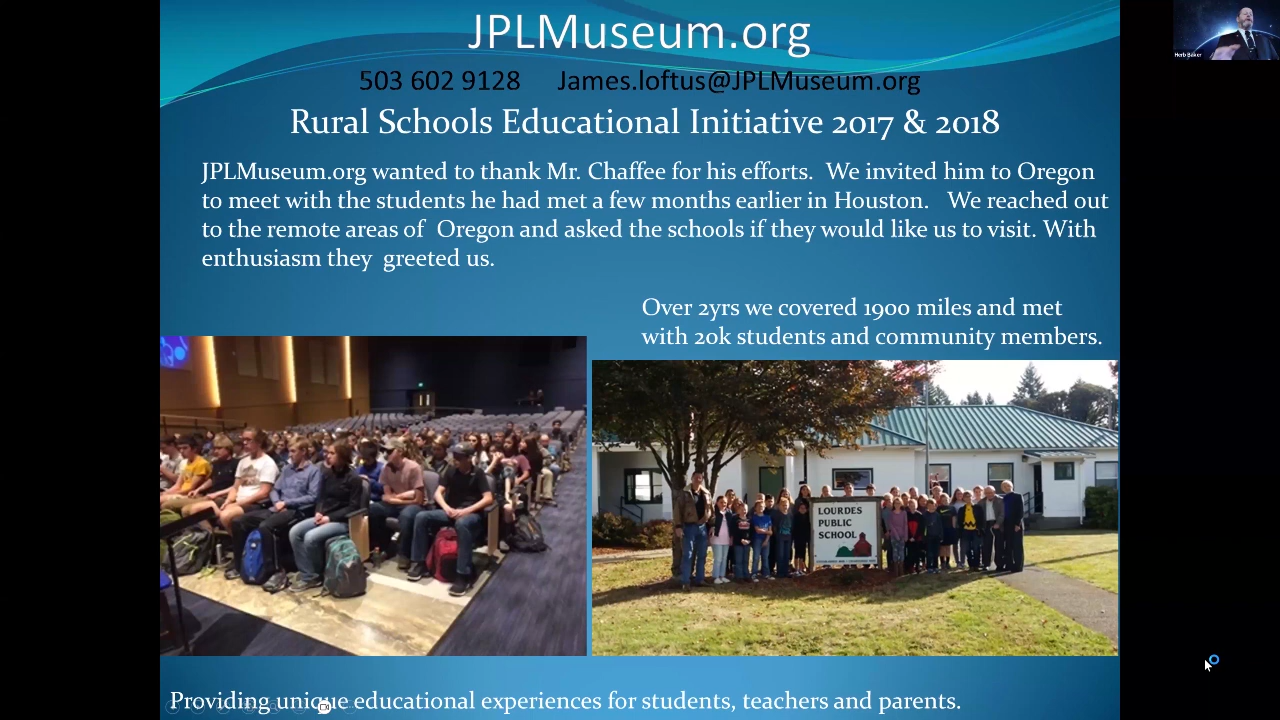 JPLMuseum.org
Herb Baker
503 602 9128 James.loftus@JPLMuseum.org
Rural Schools Educational Initiative 2017 & 2018
JPLMuseum.org wanted to thank Mr. Chaffee for his efforts. We invited him to Oregon
to meet with the students he had met a few months earlier in Houston. We reached out
to the remote areas of Oregon and asked the schools if they would like us to visit. With
enthusiasm they greeted us.
Over 2yrs we covered 1900 miles and met
with 20k students and community members.
LOURDES
PUBLIC
SCHOOL
Providing unique educational experiences for students, teachers and parents.